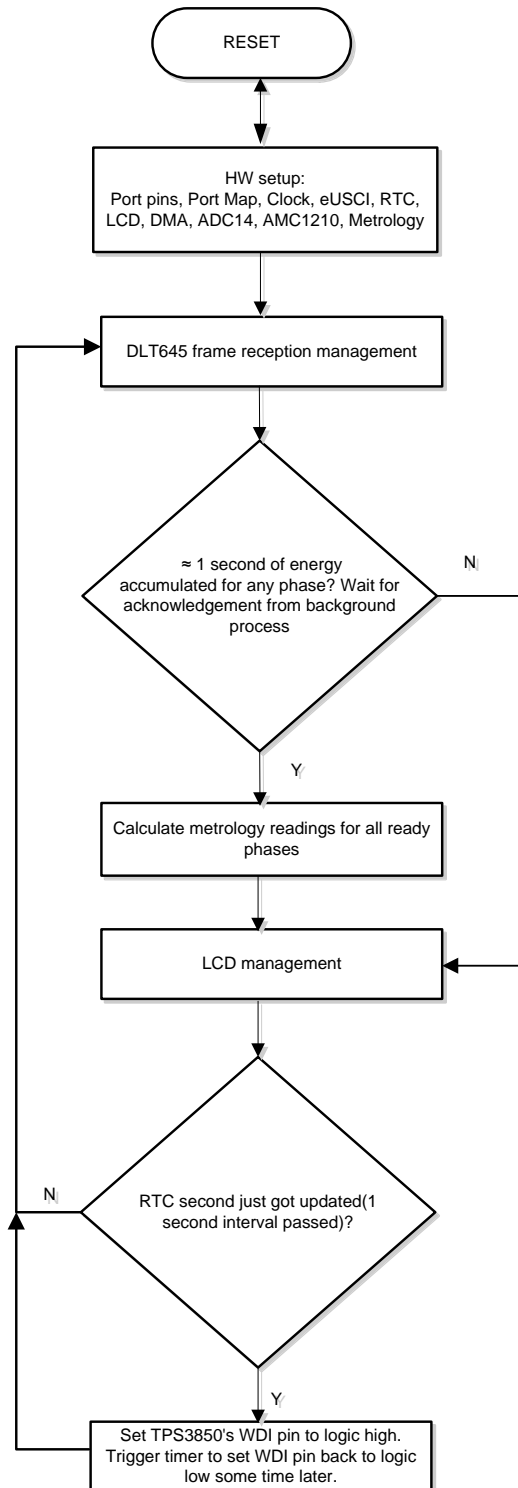 RESET
HW setup:
Port pins, Port Map, Clock, eUSCI, RTC,
LCD, DMA, ADC14, AMC1210, Metrology
DLT645 frame reception management
≈ 1 second of energy
accumulated for any phase? Wait for
acknowledgement from background
process
N
Y
Calculate metrology readings for all ready
phases
LCD management
RTC second just got updated(1
second interval passed)?
N
Y
Set TPS3850's WDI pin to logic high.
Trigger timer to set WDI pin back to logic
low some time later.